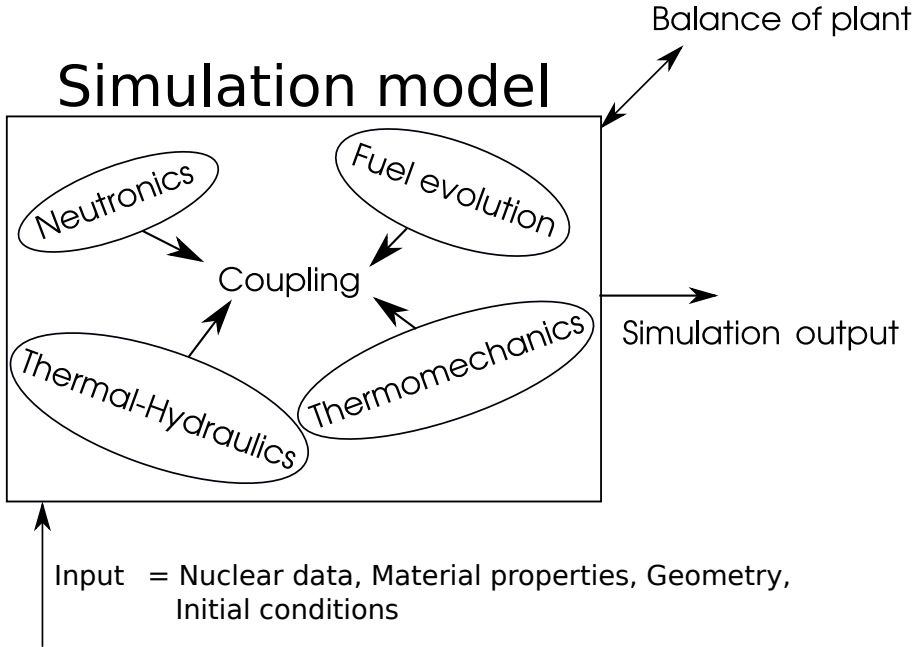 Balance of plant
Simulation model
Neutronics
Fuel evolution
Coupling
Thermal-Hydraulics
Thermomechanics
Simulation output
Input = Nuclear data, Material properties, Geometry,
Initial conditions